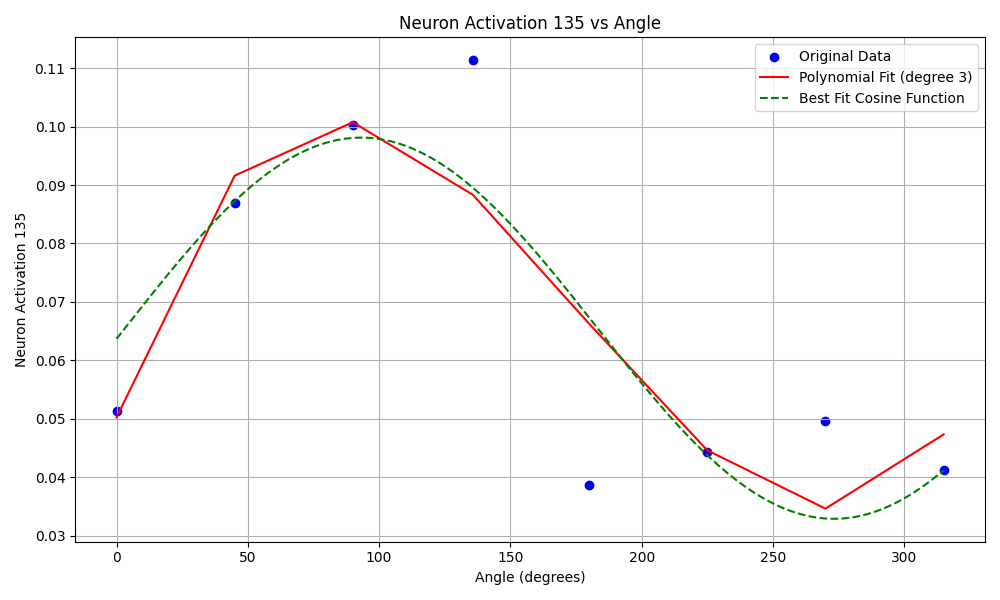 Neuron Activation 135 vs Angle
Original Data
Polynomial Fit (degree 3)
Best Fit Cosine Function
Neuron Activation 135
0.11
0.10
0.09
0.08
0.07
0.06
0.05
0.04
0.03
0 50 100 150 200 250 300
Angle (degrees)